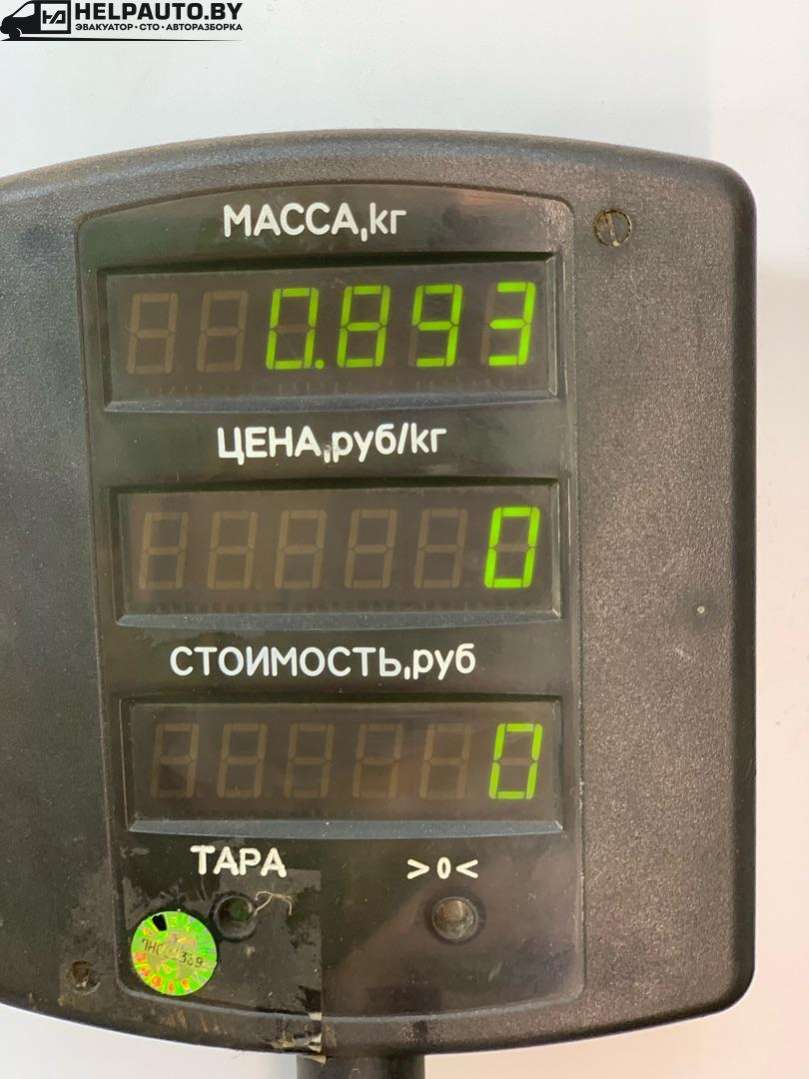 HELPAUTO.BY
ЭВАКУАТОР·СТО·АВТОРАЗБОРКА
МАССА,кг
0.893
ЦЕНА,руб/кг
0
СТОИМОСТЬ,руб
0
ТАРА >0<